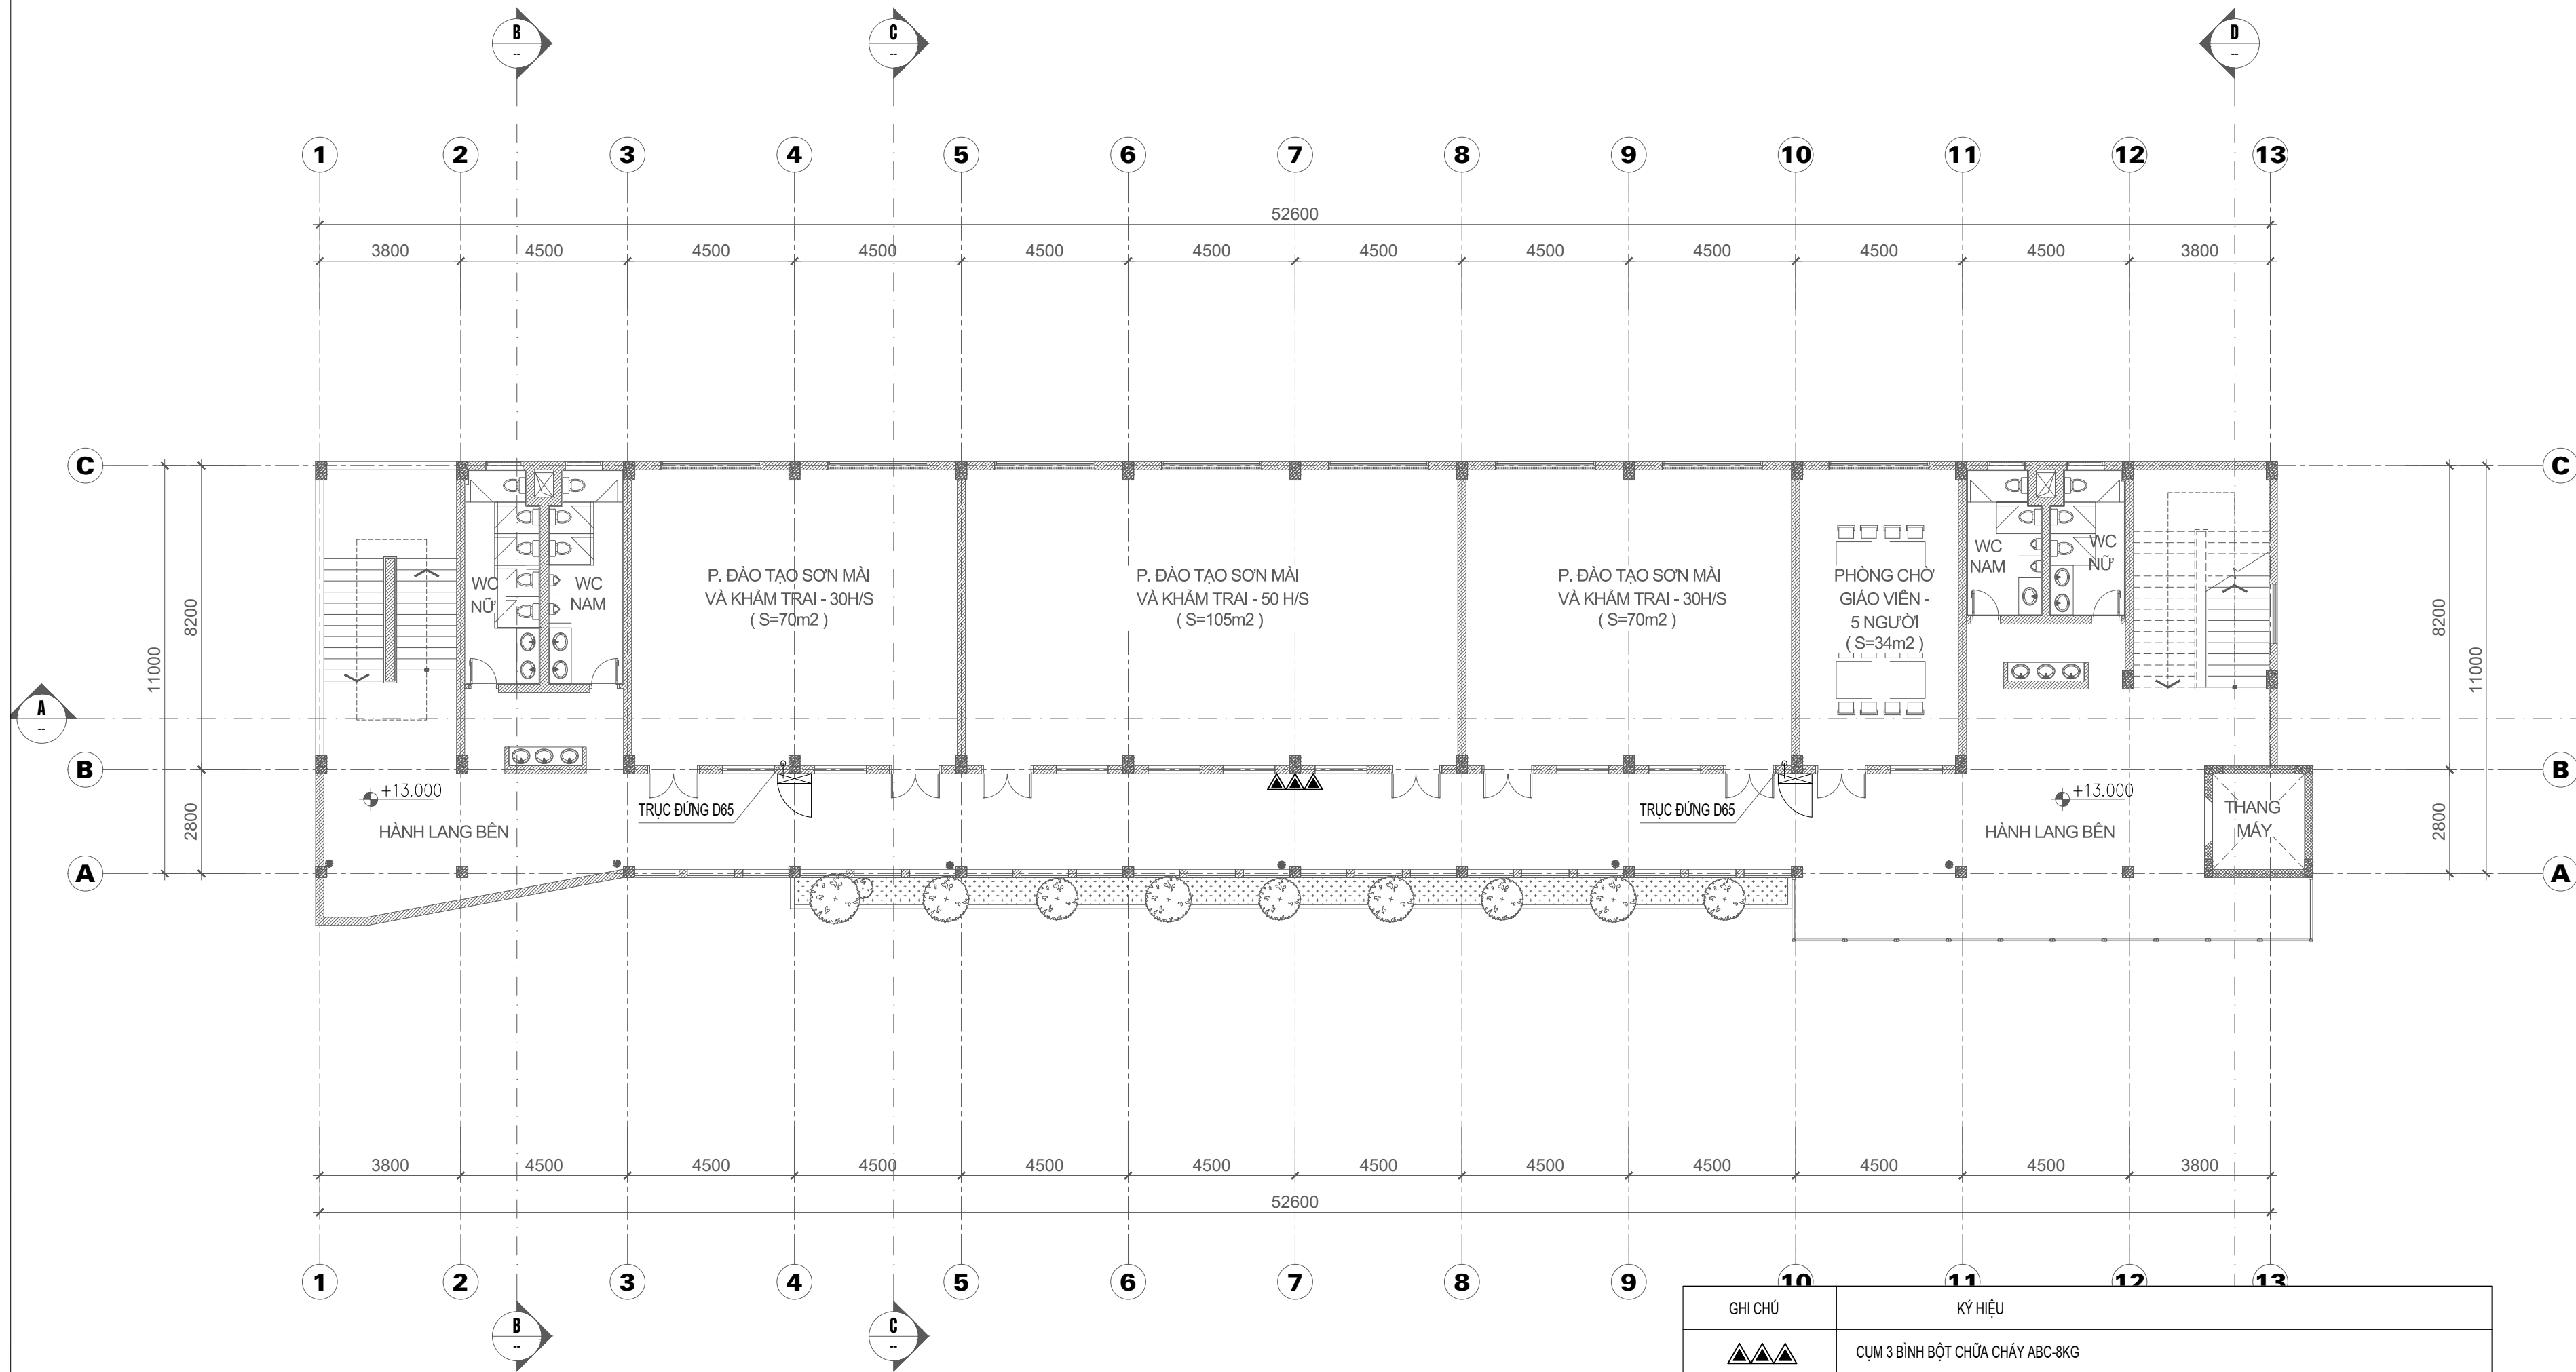 B
--
C
--
D
--
1 2 3 4 5 6 7 8 9 10 11 12 13
52600
3800 4500 4500 4500 4500 4500 4500 4500 4500 4500 4500 3800
C C
8200
11000
8200
11000
WC
NỮ
WC
NAM
P. ĐÀO TẠO SƠN MÀI
VÀ KHẢM TRAI - 30H/S
( S=70m2 )
P. ĐÀO TẠO SƠN MÀI
VÀ KHẢM TRAI - 50 H/S
( S=105m2 )
P. ĐÀO TẠO SƠN MÀI
VÀ KHẢM TRAI - 30H/S
( S=70m2 )
PHÒNG CHỜ
GIÁO VIÊN -
5 NGƯỜI
( S=34m2 )
WC
NAM
WC
NỮ
A
--
B B
2800
2800
+13.000
HÀNH LANG BÊN
TRỤC ĐỨNG D65
TRỤC ĐỨNG D65
+13.000
HÀNH LANG BÊN
THANG
MÁY
A A
3800 4500 4500 4500 4500 4500 4500 4500 4500 4500 4500 3800
52600
1 2 3 4 5 6 7 8 9 10 11 12 13
B
--
C
--
GHI CHÚ KÝ HIỆU
CỤM 3 BÌNH BỘT CHỮA CHÁY ABC-8KG